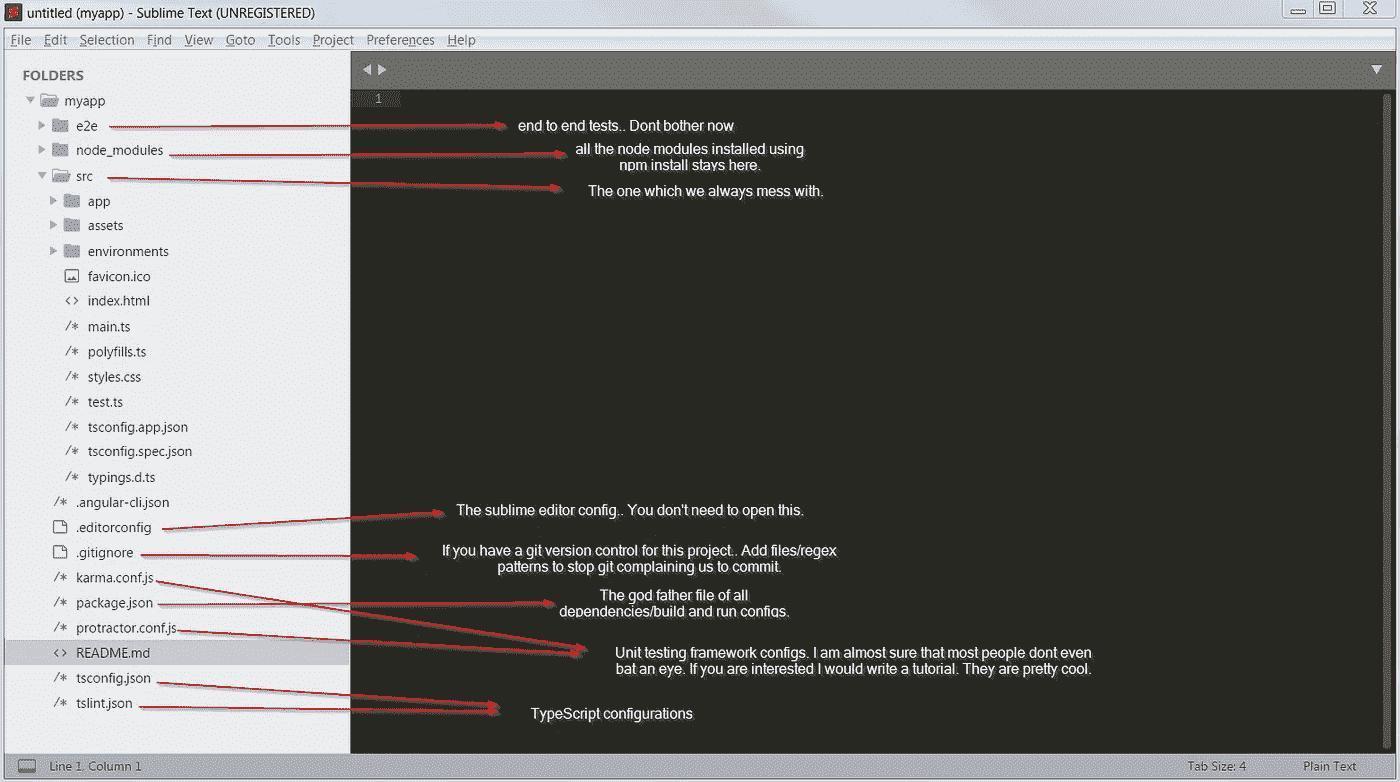 untitled (myapp) - Sublime Text (UNREGISTERED)
File Edit Selection Find View Goto Tools Project Preferences Help
FOLDERS
myapp
1
e2e
end to end tests.. Dont bother now
node_modules
all the node modules installed using
npm install stays here.
src
The one which we always mess with.
app
assets
environments
favicon.ico
<> index.html
/* main.ts
/* polyfills.ts
/* styles.css
/* test.ts
/* tsconfig.app.json
/* tsconfig.spec.json
/* typings.d.ts
/* .angular-cli.json
The sublime editor config.. You don't need to open this.
.editorconfig
.gitignore
If you have a git version control for this project.. Add files/regex
patterns to stop git complaining us to commit.
/* karma.conf.js
/* package.json
The god father file of all
dependencies/build and run configs.
/* protractor.conf.js
<> README.md
Unit testing framework configs. I am almost sure that most people dont even
bat an eye. If you are interested I would write a tutorial. They are pretty cool.
/* tsconfig.json
/* tslint.json
TypeScript configurations
Line 1, Column 1
Tab Size: 4
Plain Text